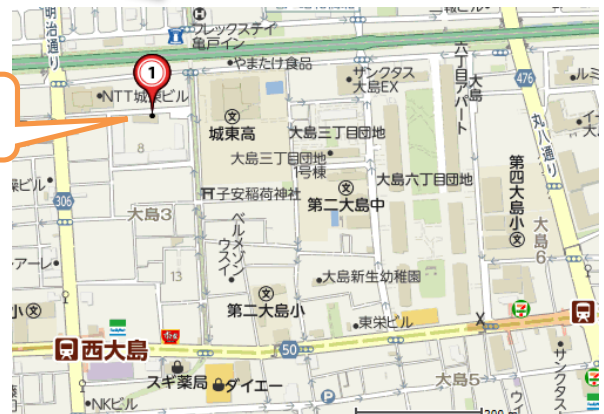 明治通り
フレックステイ
亀戸イン
やまたけ食品
サンクタス
大島EX
六丁目アパート
大島
476
丸八通り
1
NTT城東ビル
城東高
大島三丁目団地
大島三丁目団地
1号棟
8
306
大島3
子安稲荷神社
第二大島中
大島六丁目団地
第四大島小
大島
6
ベルメゾン
ウスイ
13
大島新生幼稚園
第二大島小
東栄ビル
X
西大島
50
スギ薬局
ダイエー
大島5
サンクタス
NKビル
P
200m